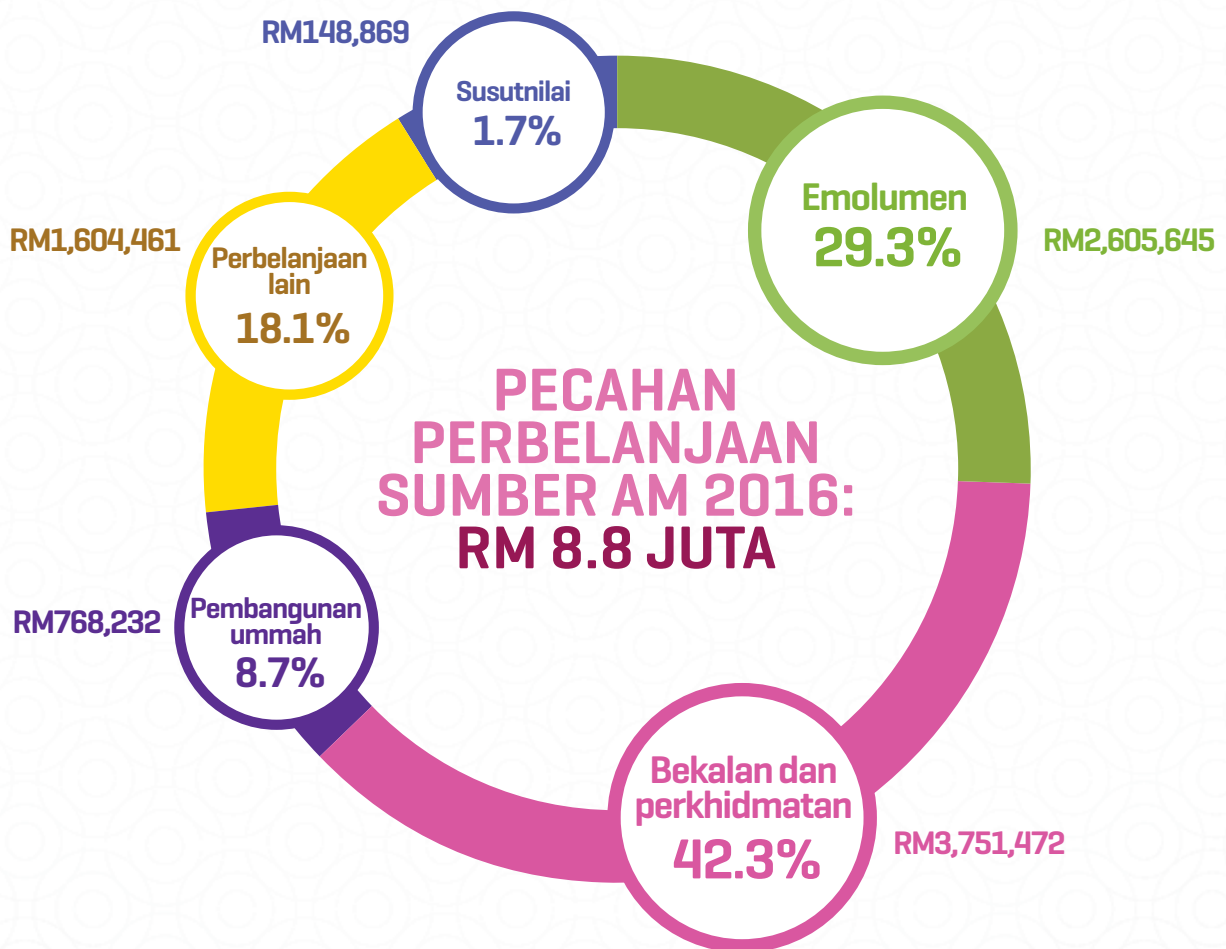 RM148,869
Susutnilai
1.7%
Emolumen
29.3%
RM2,605,645
RM1,604,461
Perbelanjaan
lain
18.1%
PECAHAN
PERBELANJAAN
SUMBER AM 2016:
RM 8.8 JUTA
RM768,232
Pembangunan
ummah
8.7%
Bekalan dan
perkhidmatan
42.3%
RM3,751,472